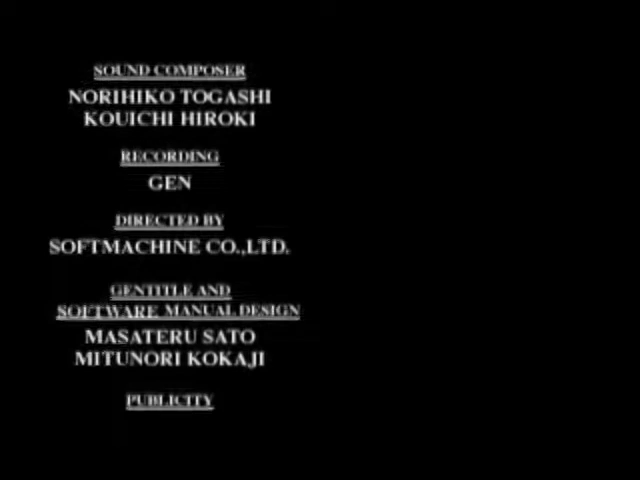 SOUND COMPOSER
NORIHIKO TOGASHI
KOUICHI HIROKI
RECORDING
GEN
DIRECTED BY
SOFTMACHINE CO.,LTD.
GENTITLE AND
SOFTWARE MANUAL DESIGN
MASATERU SATO
MITUNORI KOKAJI
PUBLICITY